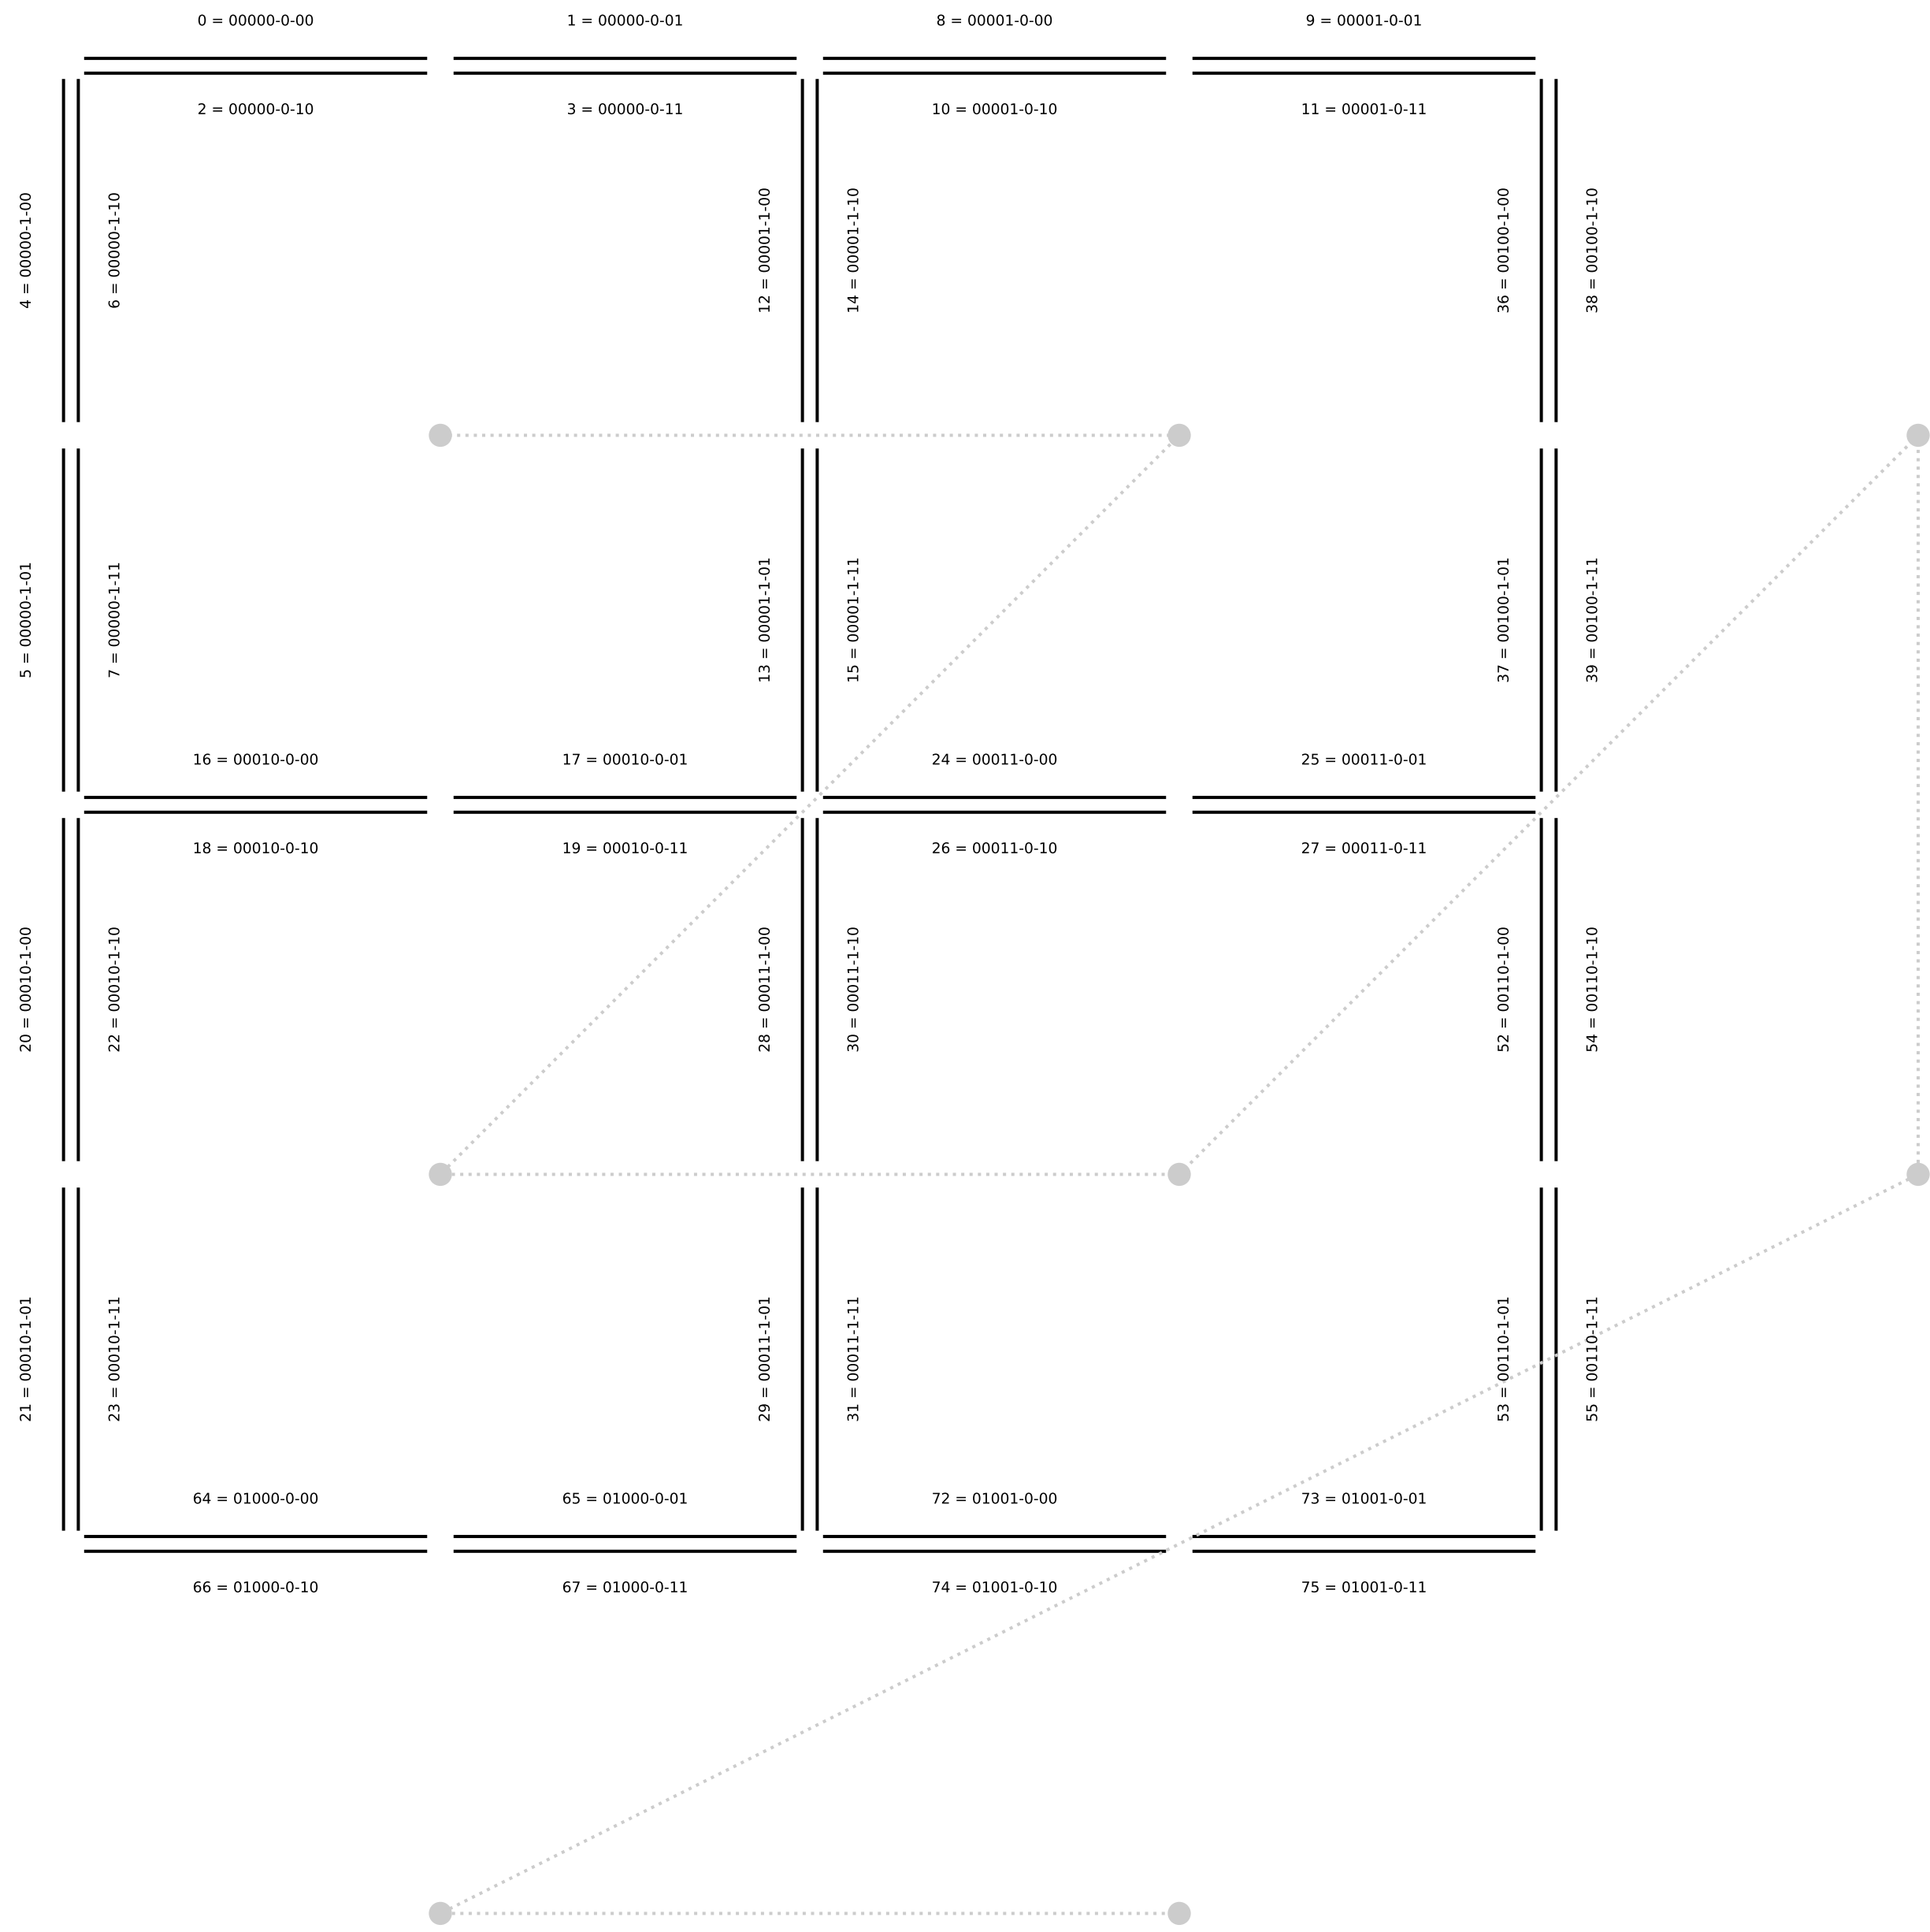 0 = 00000-0-00
1 = 00000-0-01
8 = 00001-0-00
9 = 00001-0-01
2 = 00000-0-10
3 = 00000-0-11
10 = 00001-0-10
11 = 00001-0-11
4 = 00000-1-00
6 = 00000-1-10
12 = 00001-1-00
14 = 00001-1-10
36 = 00100-1-00
38 = 00100-1-10
5 = 00000-1-01
7 = 00000-1-11
13 = 00001-1-01
15 = 00001-1-11
37 = 00100-1-01
39 = 00100-1-11
16 = 00010-0-00
17 = 00010-0-01
24 = 00011-0-00
25 = 00011-0-01
18 = 00010-0-10
19 = 00010-0-11
26 = 00011-0-10
27 = 00011-0-11
20 = 00010-1-00
22 = 00010-1-10
28 = 00011-1-00
30 = 00011-1-10
52 = 00110-1-00
54 = 00110-1-10
21 = 00010-1-01
23 = 00010-1-11
29 = 00011-1-01
31 = 00011-1-11
53 = 00110-1-01
55 = 00110-1-11
64 = 01000-0-00
65 = 01000-0-01
72 = 01001-0-00
73 = 01001-0-01
66 = 01000-0-10
67 = 01000-0-11
74 = 01001-0-10
75 = 01001-0-11